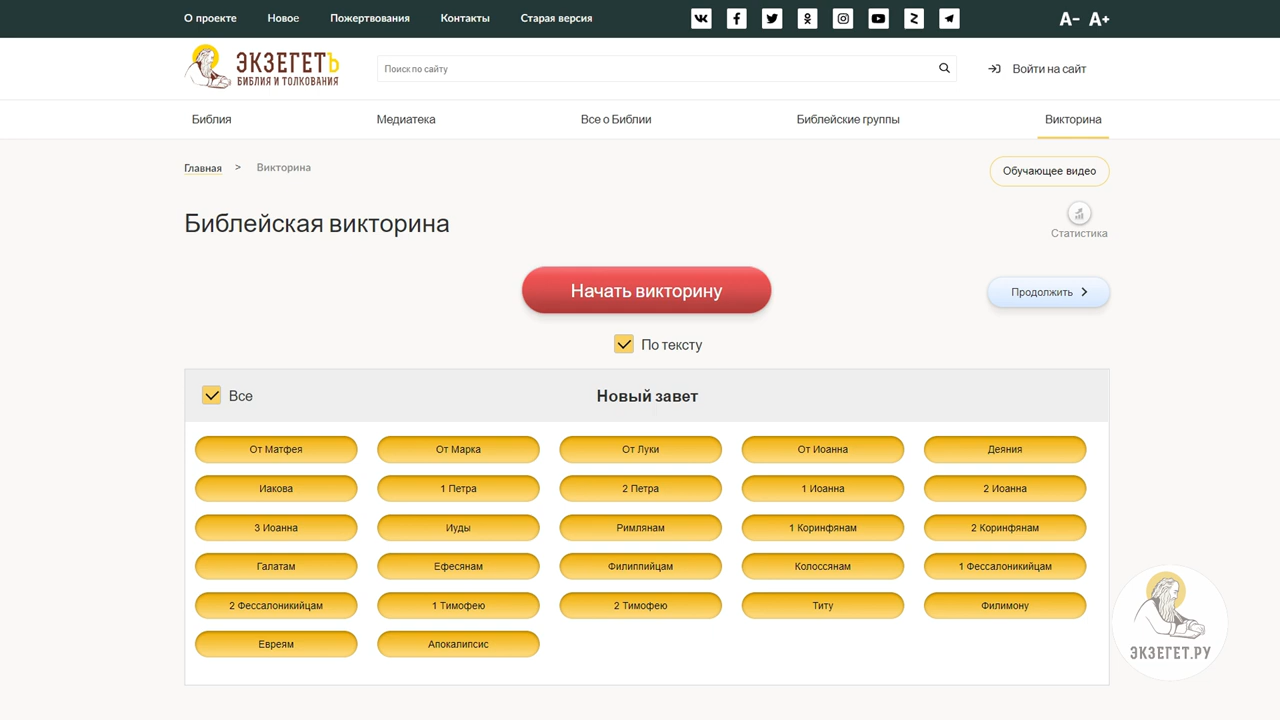 О проекте Новое Пожертвования Контакты Старая версия A- A+
ЭКЗЕГЕТЪ
БИБЛИЯ И ТОЛКОВАНИЯ
Поиск по сайту
Войти на сайт
Библия Медиатека Все о Библии Библейские группы Викторина
Главная > Викторина
Обучающее видео
Библейская викторина
Статистика
Начать викторину
Продолжить
По тексту
Все Новый завет
От Матфея От Марка От Луки От Иоанна Деяния
Иакова 1 Петра 2 Петра 1 Иоанна 2 Иоанна
3 Иоанна Иуды Римлянам 1 Коринфянам 2 Коринфянам
Галатам Ефесянам Филиппийцам Колоссянам 1 Фессалоникийцам
2 Фессалоникийцам 1 Тимофею 2 Тимофею Титу Филимону
Евреям Апокалипсис
ЭКЗЕГЕТ.РУ